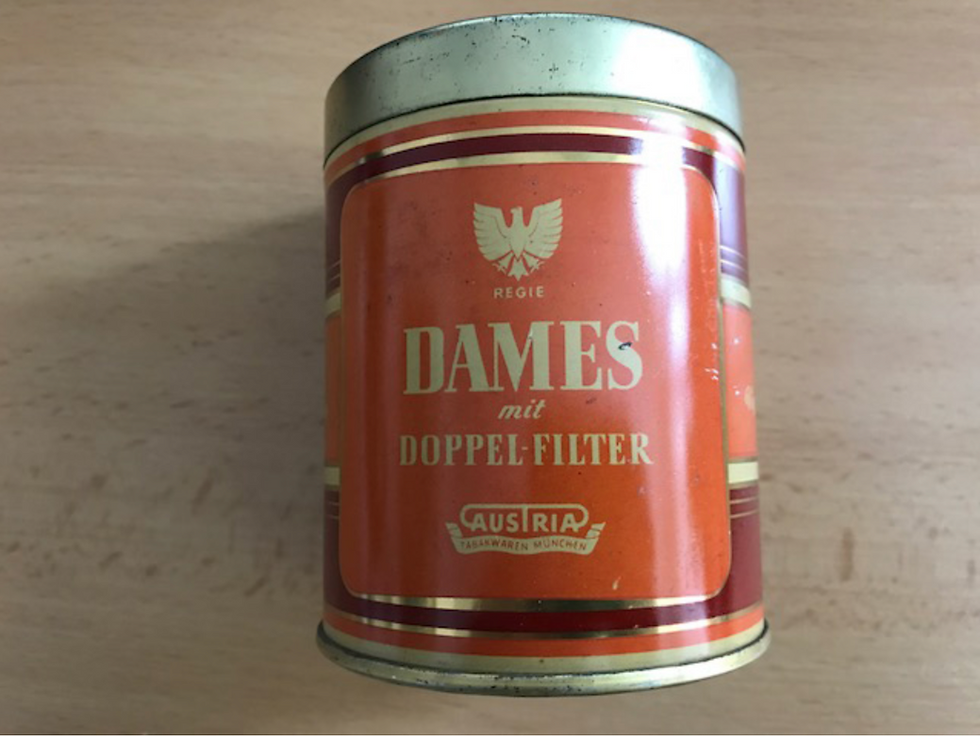 REGIE
DAMES
mit
DOPPEL-FILTER
AUSTRIA
TABAKWAREN MÜNCHEN